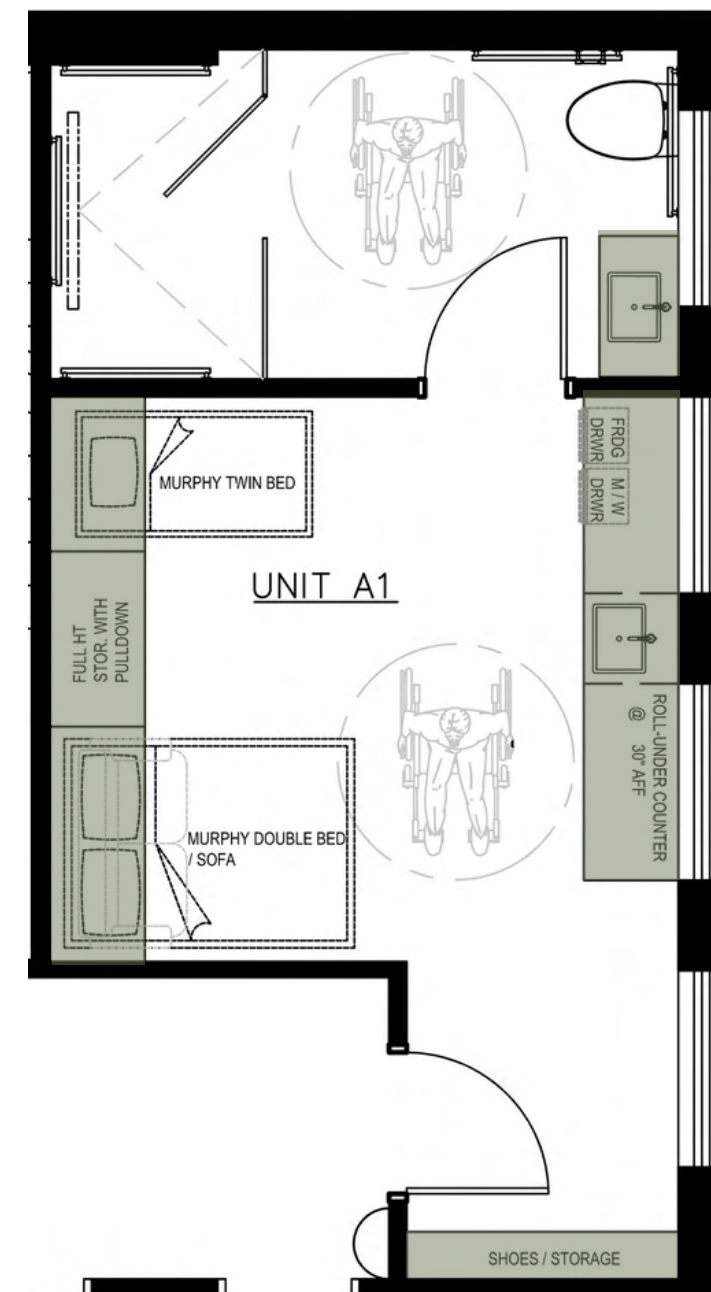 FRDG
DRWR
M / W
DRWR
MURPHY TWIN BED
UNIT A1
FULL HT
STOR. WITH
PULLDOWN
ROLL-UNDER COUNTER
@ 30" AFF
MURPHY DOUBLE BED
/ SOFA
SHOES / STORAGE